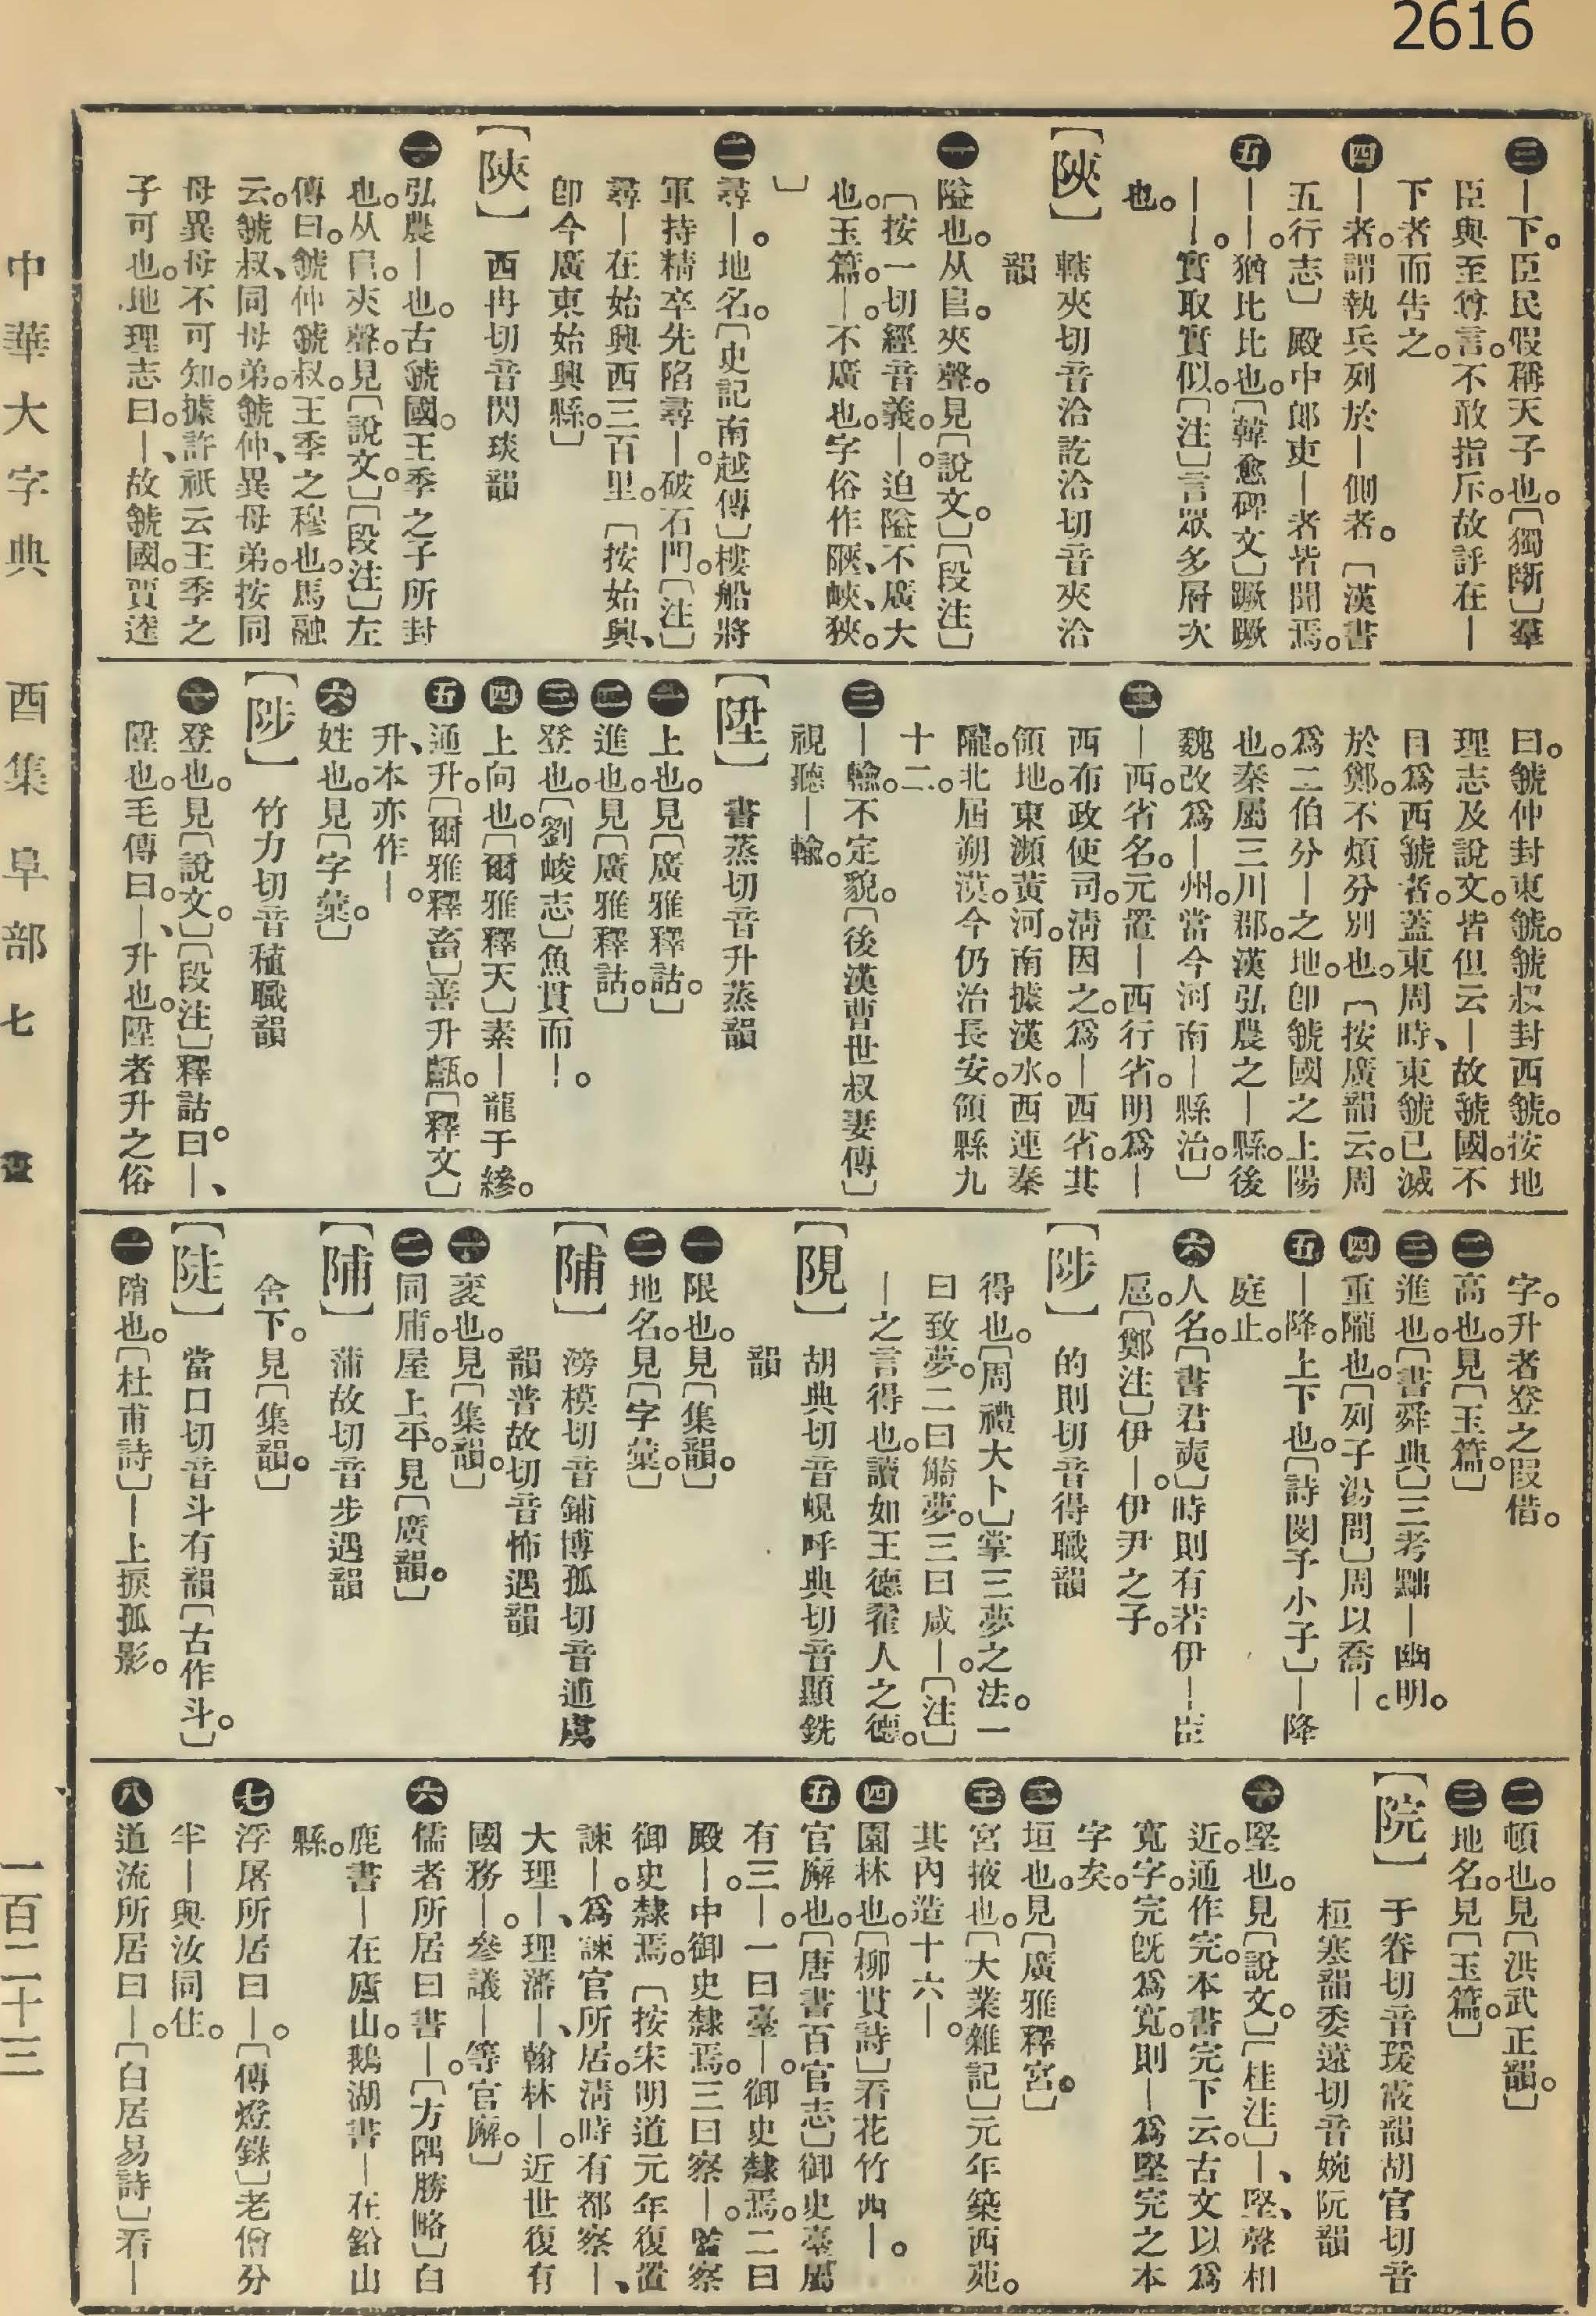 2616
三｜下。臣民假稱天子也。〔獨斷〕羣
臣與至尊言。不敢指斥。故評在｜
下者而告之。
四｜者。謂執兵列於｜側者。〔漢書
五行志〕殿中郎吏｜者皆聞焉。
五｜｜。猶比比也。〔韓愈碑文〕蹶蹶
｜｜。實取實似。〔注〕言眾多層次
也。
〔陜〕轄夾切音洽訖洽切音夾洽
韻
一隘也。从𨸏。夾聲。見〔說文。〕〔段注〕
〔按一切經音義。｜迫隘不廣大
也。玉篇。｜不廣也。字俗作陿、峽、狹。
〕
二尋｜。地名。〔史記南越傳〕樓船將
軍持精卒先陷尋｜。破石門。〔注〕
尋｜在始興西三百里。〔按始興、
卽今廣東始興縣。〕
〔陝〕西冉切音閃琰韻
一弘農｜也。古虢國。王季之子所封
也。从𨸏。夾聲。見〔說文。〕〔段注〕左
傳曰。虢仲虢叔。王季之穆也。馬融
云。虢叔、同母弟。虢仲、異母弟。按同
母異母不可知。據許祇云王季之
子可也。地理志曰。｜、故虢國。賈逵
曰。虢仲封東虢。虢叔封西虢。按地
理志及說文。皆但云｜故虢國。不
目爲西虢者。蓋東周時、東虢已滅
於鄭。不煩分別也。〔按廣韻云。周
爲二伯分｜之地。卽虢國之上陽
也。秦屬三川郡。漢弘農之｜縣。後
魏改爲｜州。當今河南｜縣治。〕
二｜西。省名。元置｜西行省。明爲｜
西布政使司。清因之。爲｜西省。其
領地。東瀕黃河。南據漢水。西連秦
隴。北屆朔漠。今仍治長安。領縣九
十二。
三｜輸。不定貌。〔後漢曹世叔妻傳〕
視聽｜輸。
〔陞〕書蒸切音升蒸韻
一上也。見〔廣雅釋詁。〕
二進也。見〔廣雅釋詁。〕
三登也。〔劉峻志〕魚貫而｜。
四上向也。〔爾雅釋天〕素｜龍于縿。
五通升。〔爾雅釋畜〕善升甗。〔釋文〕
升、本亦作｜。
六姓也。見〔字彙。〕
〔陟〕竹力切音稙職韻
一登也。見〔說文。〕〔段注〕釋詁曰。｜、
陞也。毛傳曰。｜、升也。陞者升之俗
字。升者登之叚借。
二高也。見〔玉篇。〕
三進也。〔書舜典〕三考黜｜幽明。
四重隴也。〔列子湯問〕周以喬｜。
五｜降。上下也。〔詩閔予小子〕｜降
庭止。
六人名。〔書君奭〕時則有若伊｜臣
扈。〔鄭注〕伊｜。伊尹之子。
〔陟〕的則切音得職韻
得也。〔周禮大卜〕掌三夢之法。一
曰致夢。二曰觭夢。三曰咸｜。〔注〕
｜之言得也。讀如王德翟人之德。
〔䧋〕胡典切音峴呼典切音顯銑
韻
一限也。見〔集韻。〕
二地名。見〔字彙。〕
〔陠〕滂模切音鋪博孤切音逋虞
韻普故切音怖遇韻
一衺也。見〔集韻。〕
二同㡻。屋上平。見〔廣韻。〕
〔陠〕蒲故切音步遇韻
舍下。見〔集韻。〕
〔阧〕當口切音斗有韻〔古作斗。〕
一陗也。〔杜甫詩〕｜上捩孤影。
二頓也。見〔洪武正韻。〕
三地名。見〔玉篇。〕
〔院〕于眷切音瑗霰韻胡官切音
桓寒韻委遠切音婉阮韻
一堅也。見〔說文。〕〔桂注〕｜、堅、聲相
近。通作完。本書完下云。古文以爲
寬字。完旣爲寬。則｜爲堅完之本
字矣。
二垣也。見〔廣雅釋宮。〕
三宮掖也。〔大業雜記〕元年築西苑。
其內造十六｜。
四園林也。〔柳貫詩〕看花竹西｜。
五官廨也。〔唐書百官志〕御史臺屬
有三｜。一曰臺｜。御史隸焉。二曰
殿｜。中御史隸焉。三曰察｜。監察
御史隸焉。〔按宋明道元年復置
諫｜。爲諫官所居。淸時有都察｜、
大理｜、理藩｜、翰林｜。近世復有
國務｜。參議｜等官廨。〕
六儒者所居曰書｜。〔方隅勝略〕白
鹿書｜在廬山。鵝湖書｜在鉛山
縣。
七浮屠所居曰｜。〔傳燈錄〕老僧分
半｜與汝同住。
八道流所居曰｜。〔白居易詩〕看｜
中華大字典 酉集 阜部 七畫 一百二十三